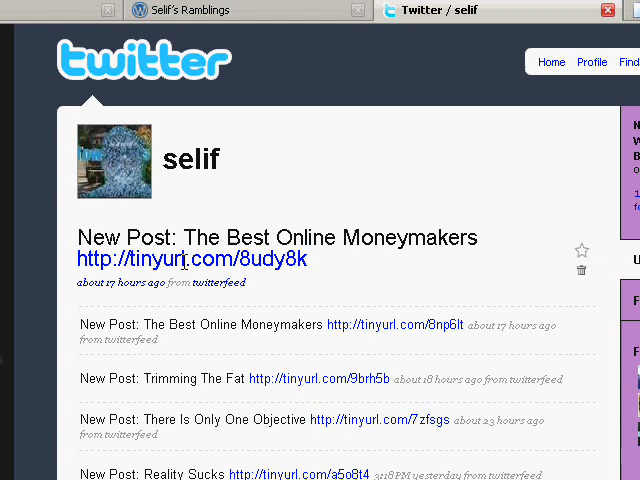 Selif's Ramblings
Twitter / selif
twitter
Home Profile Find
selif
New Post: The Best Online Moneymakers
http://tinyurl.com/8udy8k
about 17 hours ago from twitterfeed
New Post: The Best Online Moneymakers http://tinyurl.com/8np6lt about 17 hours ago
from twitterfeed
New Post: Trimming The Fat http://tinyurl.com/9brh5b about 18 hours ago from twitterfeed
New Post: There Is Only One Objective http://tinyurl.com/7zfsgs about 23 hours ago
from twitterfeed
New Post: Reality Sucks http://tinyurl.com/a5o8t4 3:18 PM yesterday from twitterfeed